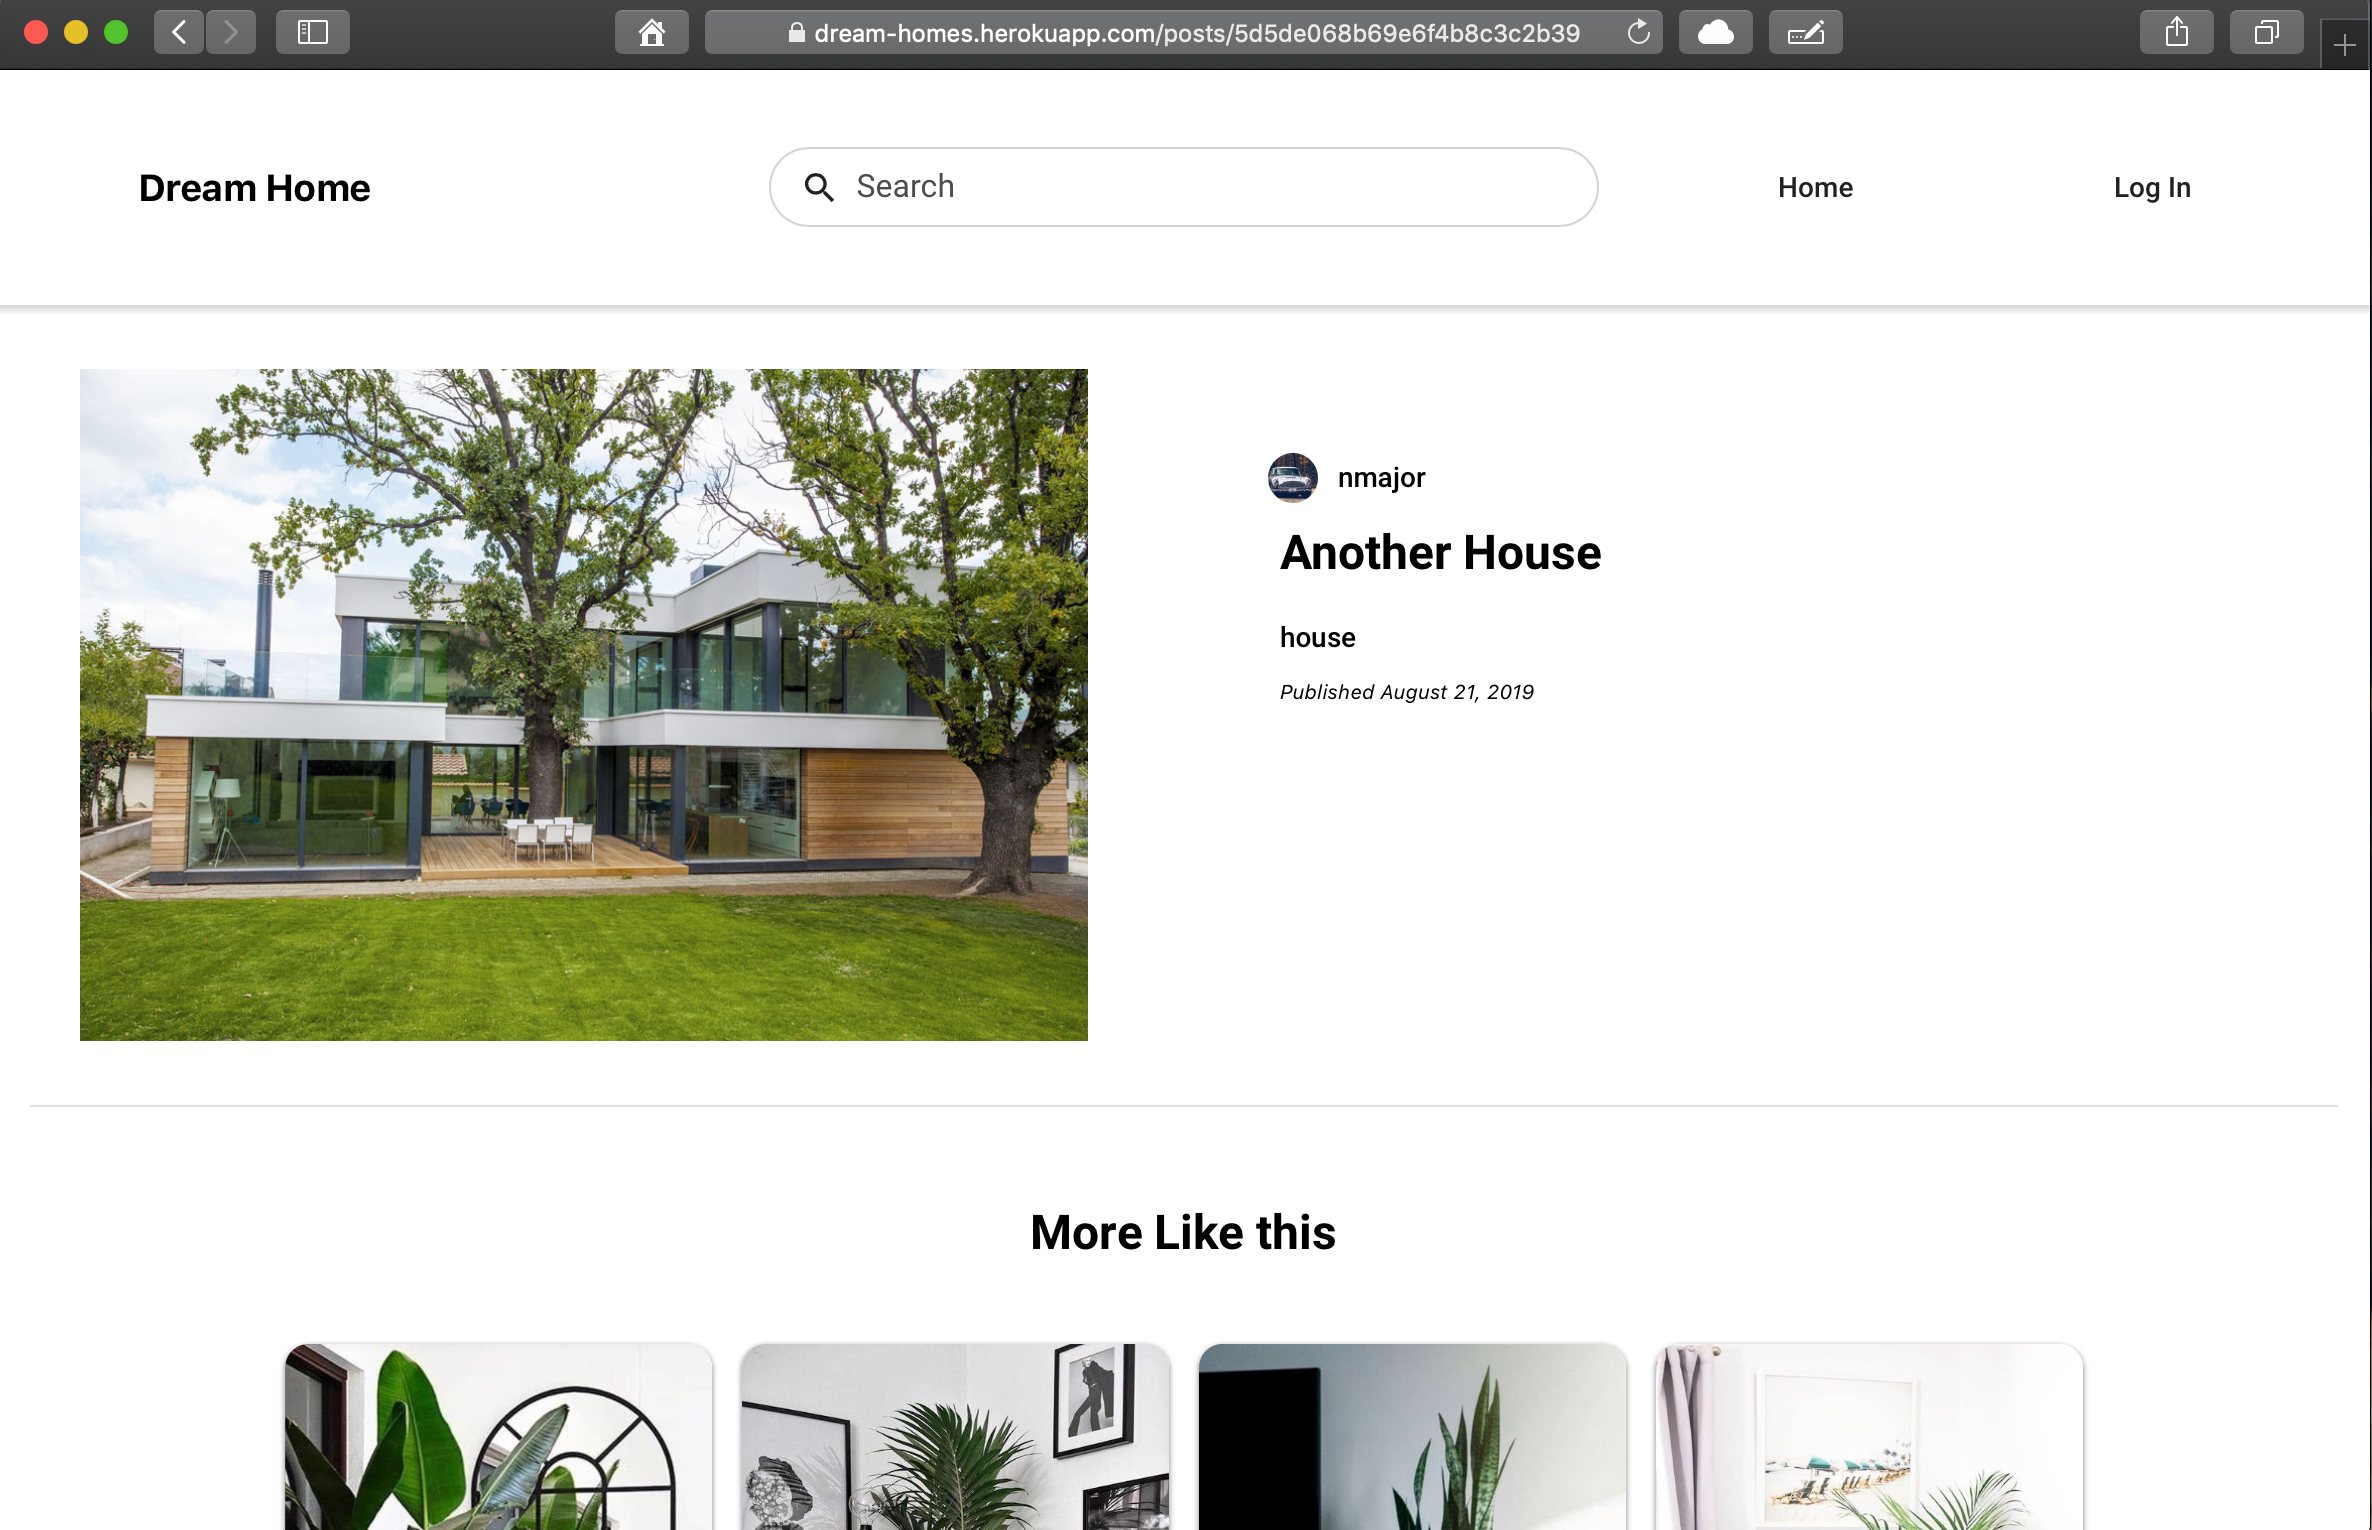 dream-homes.herokuapp.com/posts/5d5de068b69e6f4b8c3c2b39
Dream Home
Search
Home
Log In
nmajor
Another House
house
Published August 21, 2019
More Like this